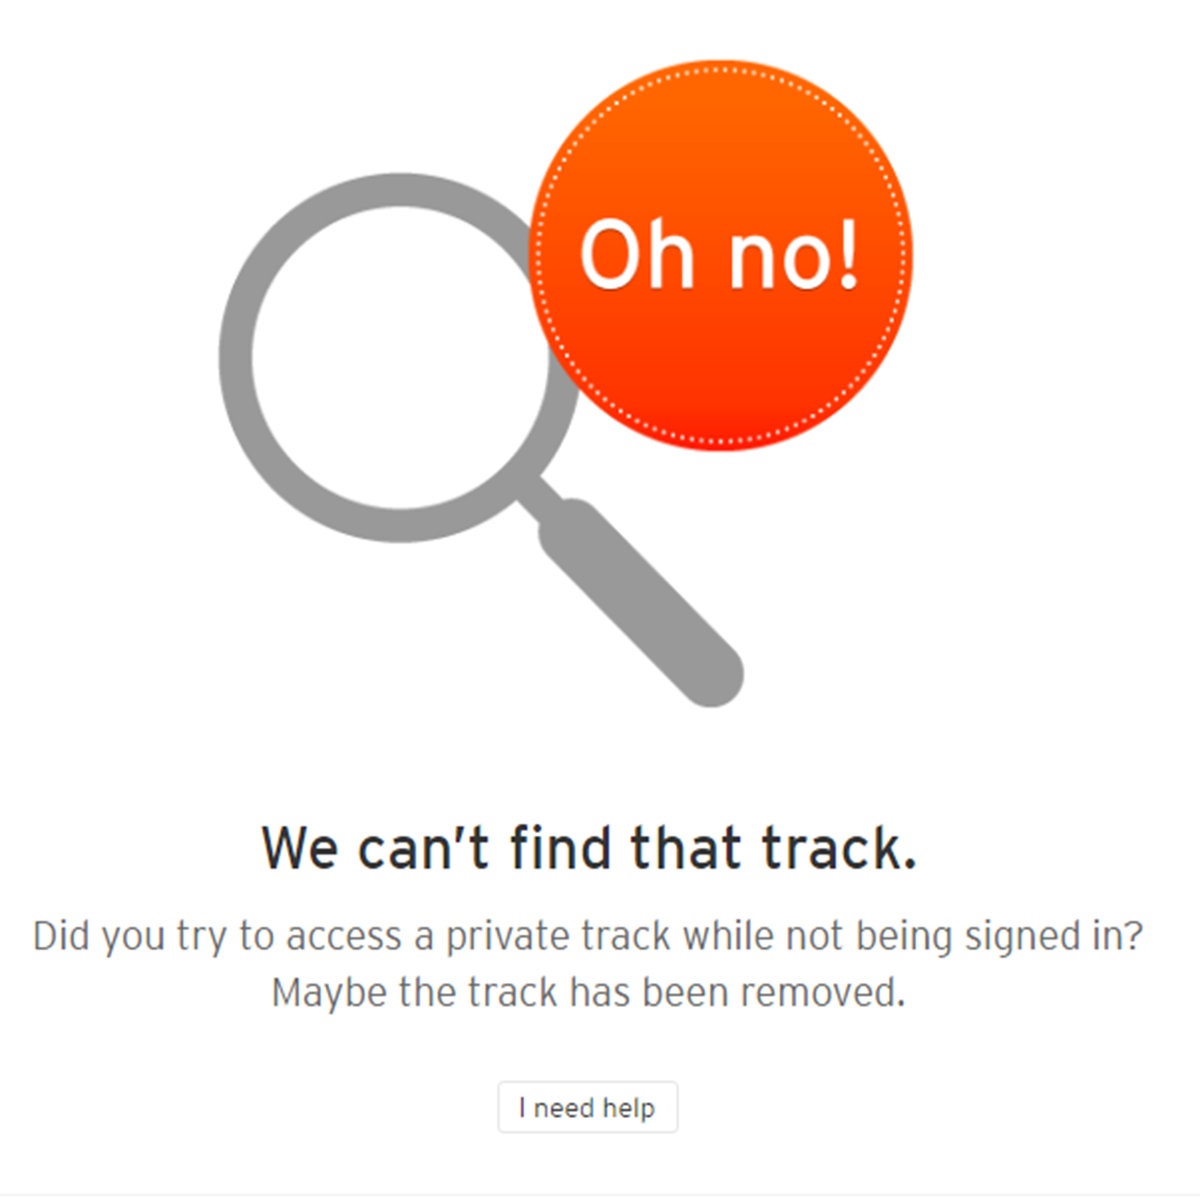 Oh no!
We can't find that track.
Did you try to access a private track while not being signed in?
Maybe the track has been removed.
I need help